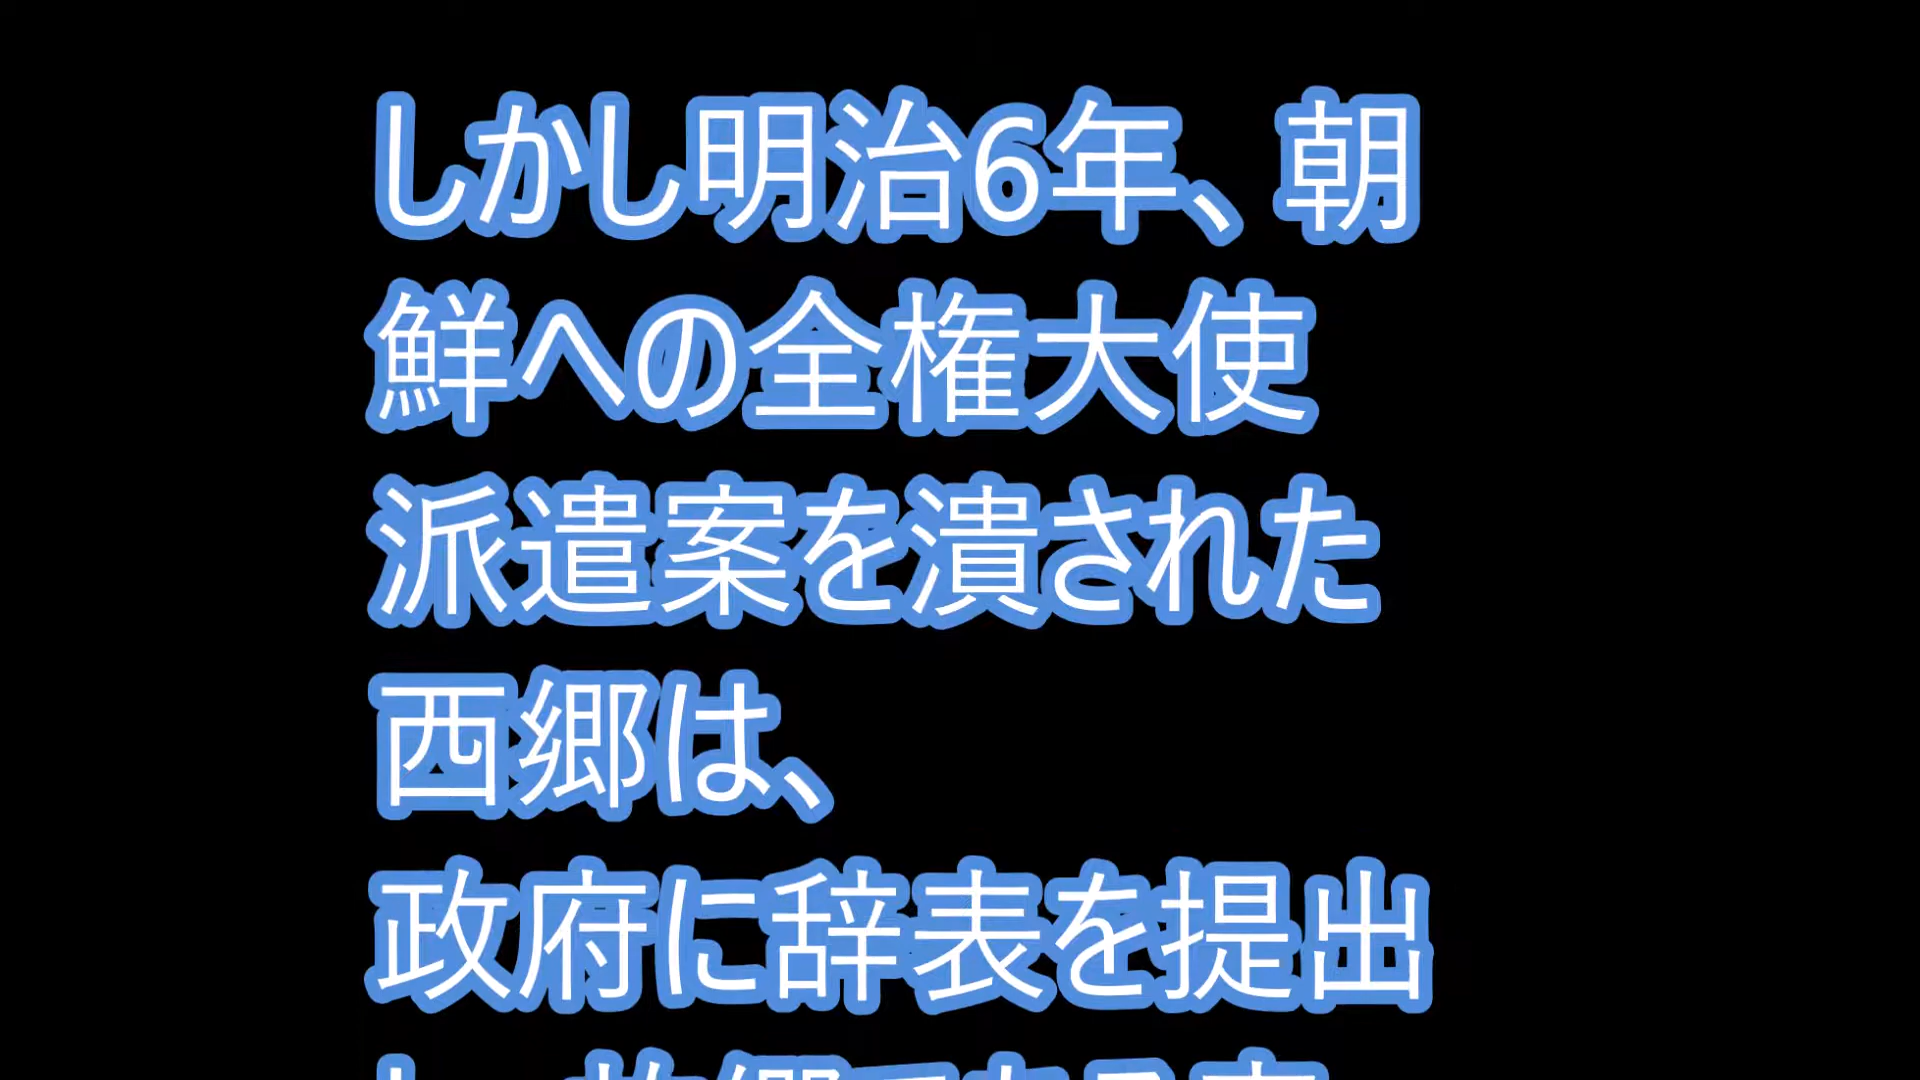 しかし明治6年、朝
鮮への全権大使
派遣案を潰された
西郷は、
政府に辞表を提出